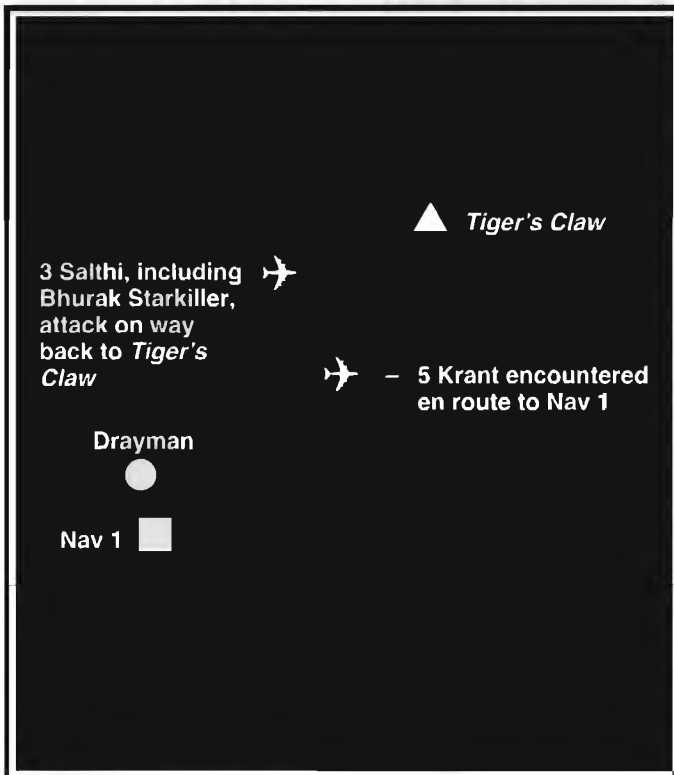 Tiger's Claw
3 Salthi, including
Bhurak Starkiller,
attack on way
back to Tiger's
Claw
– 5 Krant encountered
en route to Nav 1
Drayman
Nav 1